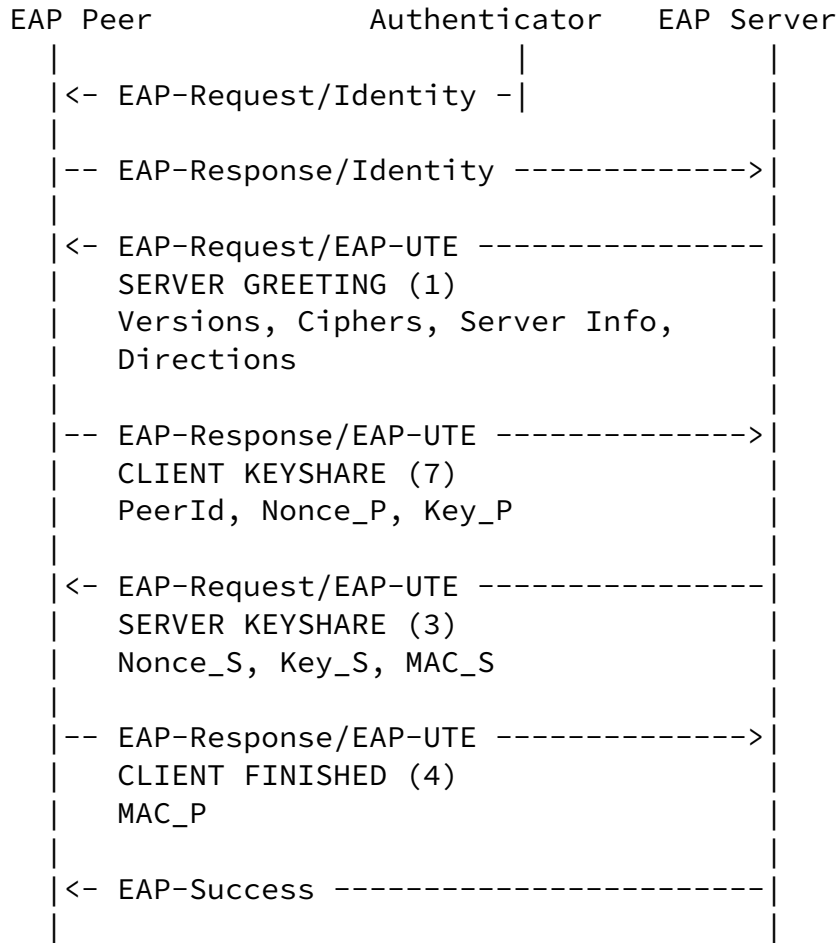 EAP Peer Authenticator EAP Server
<- EAP-Request/Identity -
-- EAP-Response/Identity ------------->
<- EAP-Request/EAP-UTE ----------------
SERVER GREETING (1)
Versions, Ciphers, Server Info,
Directions
-- EAP-Response/EAP-UTE -------------->
CLIENT KEYSHARE (7)
PeerId, Nonce_P, Key_P
<- EAP-Request/EAP-UTE ----------------
SERVER KEYSHARE (3)
Nonce_S, Key_S, MAC_S
-- EAP-Response/EAP-UTE -------------->
CLIENT FINISHED (4)
MAC_P
<- EAP-Success ------------------------